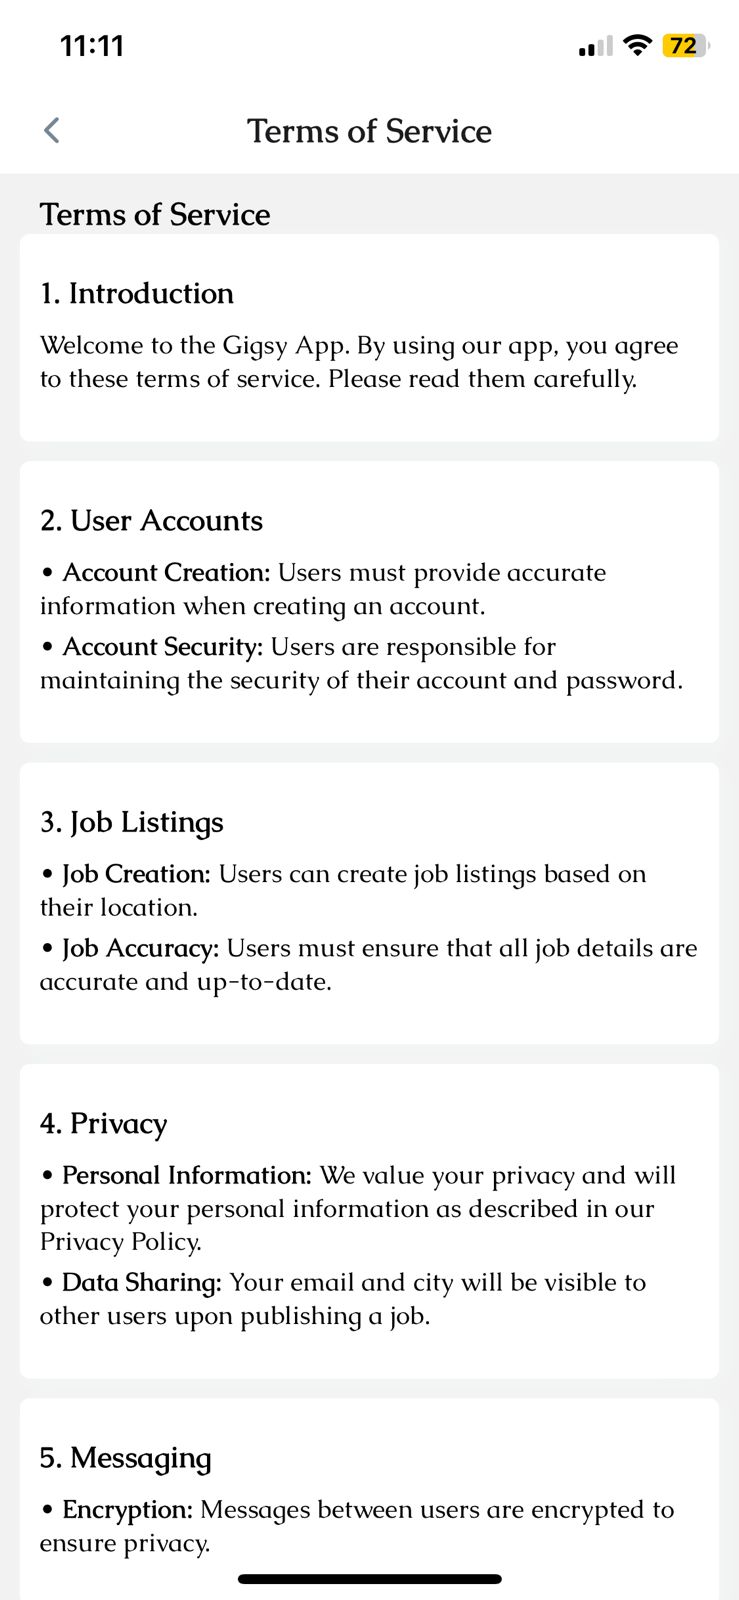 11:11
72
Terms of Service
Terms of Service
1. Introduction
Welcome to the Gigsy App. By using our app, you agree
to these terms of service. Please read them carefully.
2. User Accounts
• Account Creation: Users must provide accurate
information when creating an account.
• Account Security: Users are responsible for
maintaining the security of their account and password.
3. Job Listings
• Job Creation: Users can create job listings based on
their location.
• Job Accuracy: Users must ensure that all job details are
accurate and up-to-date.
4. Privacy
• Personal Information: We value your privacy and will
protect your personal information as described in our
Privacy Policy.
• Data Sharing: Your email and city will be visible to
other users upon publishing a job.
5. Messaging
• Encryption: Messages between users are encrypted to
ensure privacy.